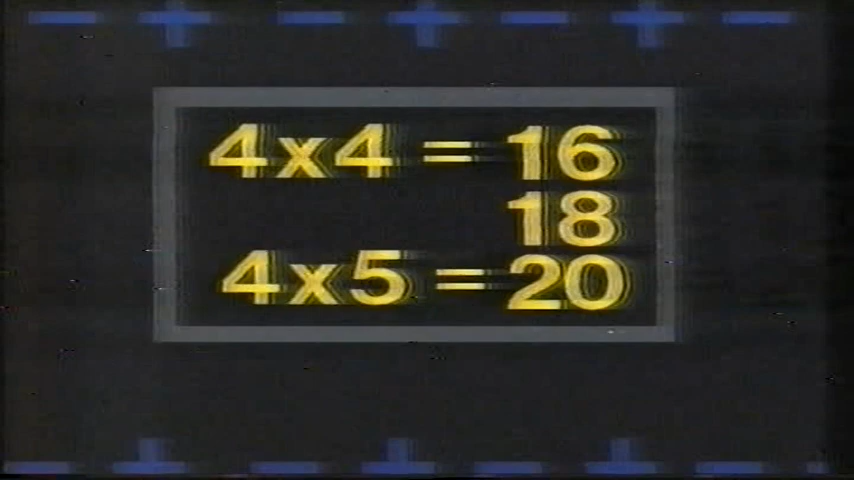 4x4 = 16
18
4x5 = 20